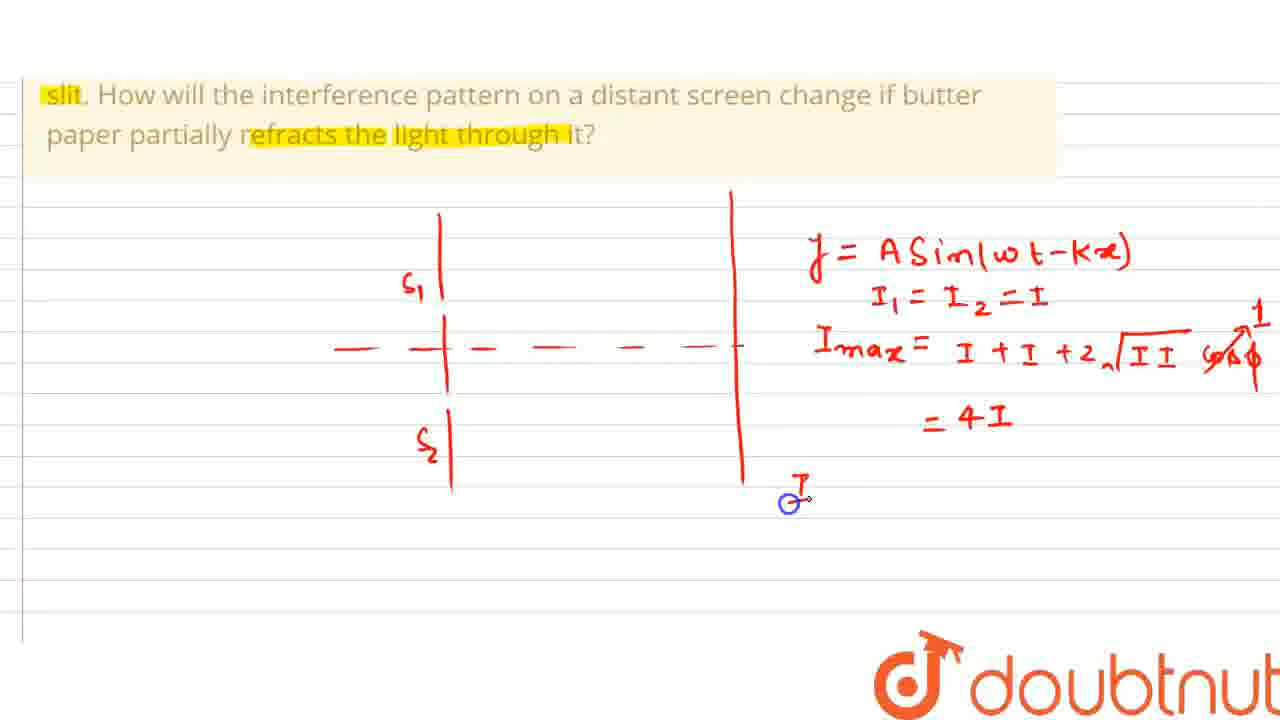 slit. How will the interference pattern on a distant screen change if butter
paper partially refracts the light through it?
y = A Sin(ωt-kx)
S1
I1 = I2 = I
Imax = I + I + 2√II cosϕ 1
= 4I
S2
I
doubtnut